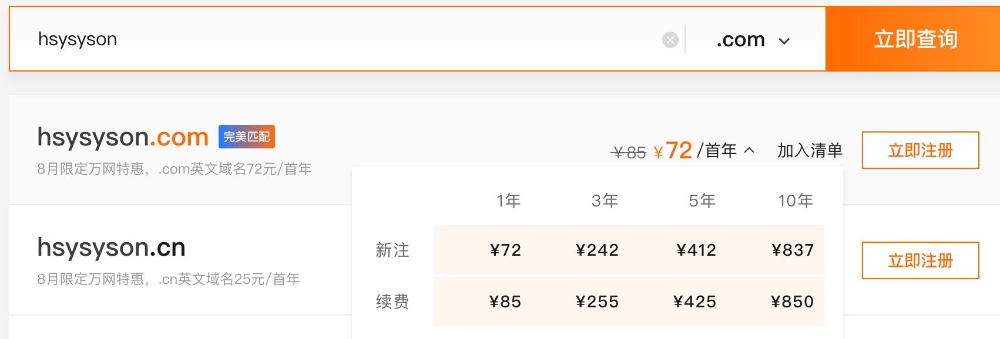 hsysyson
.com
立即查询
hsysyson.com 完美匹配
¥85 ¥72 /首年 加入清单 立即注册
8月限定万网特惠，.com英文域名72元/首年
1年 3年 5年 10年
hsysyson.cn
新注 ¥72 ¥242 ¥412 ¥837
立即注册
8月限定万网特惠，.cn英文域名25元/首年
续费 ¥85 ¥255 ¥425 ¥850